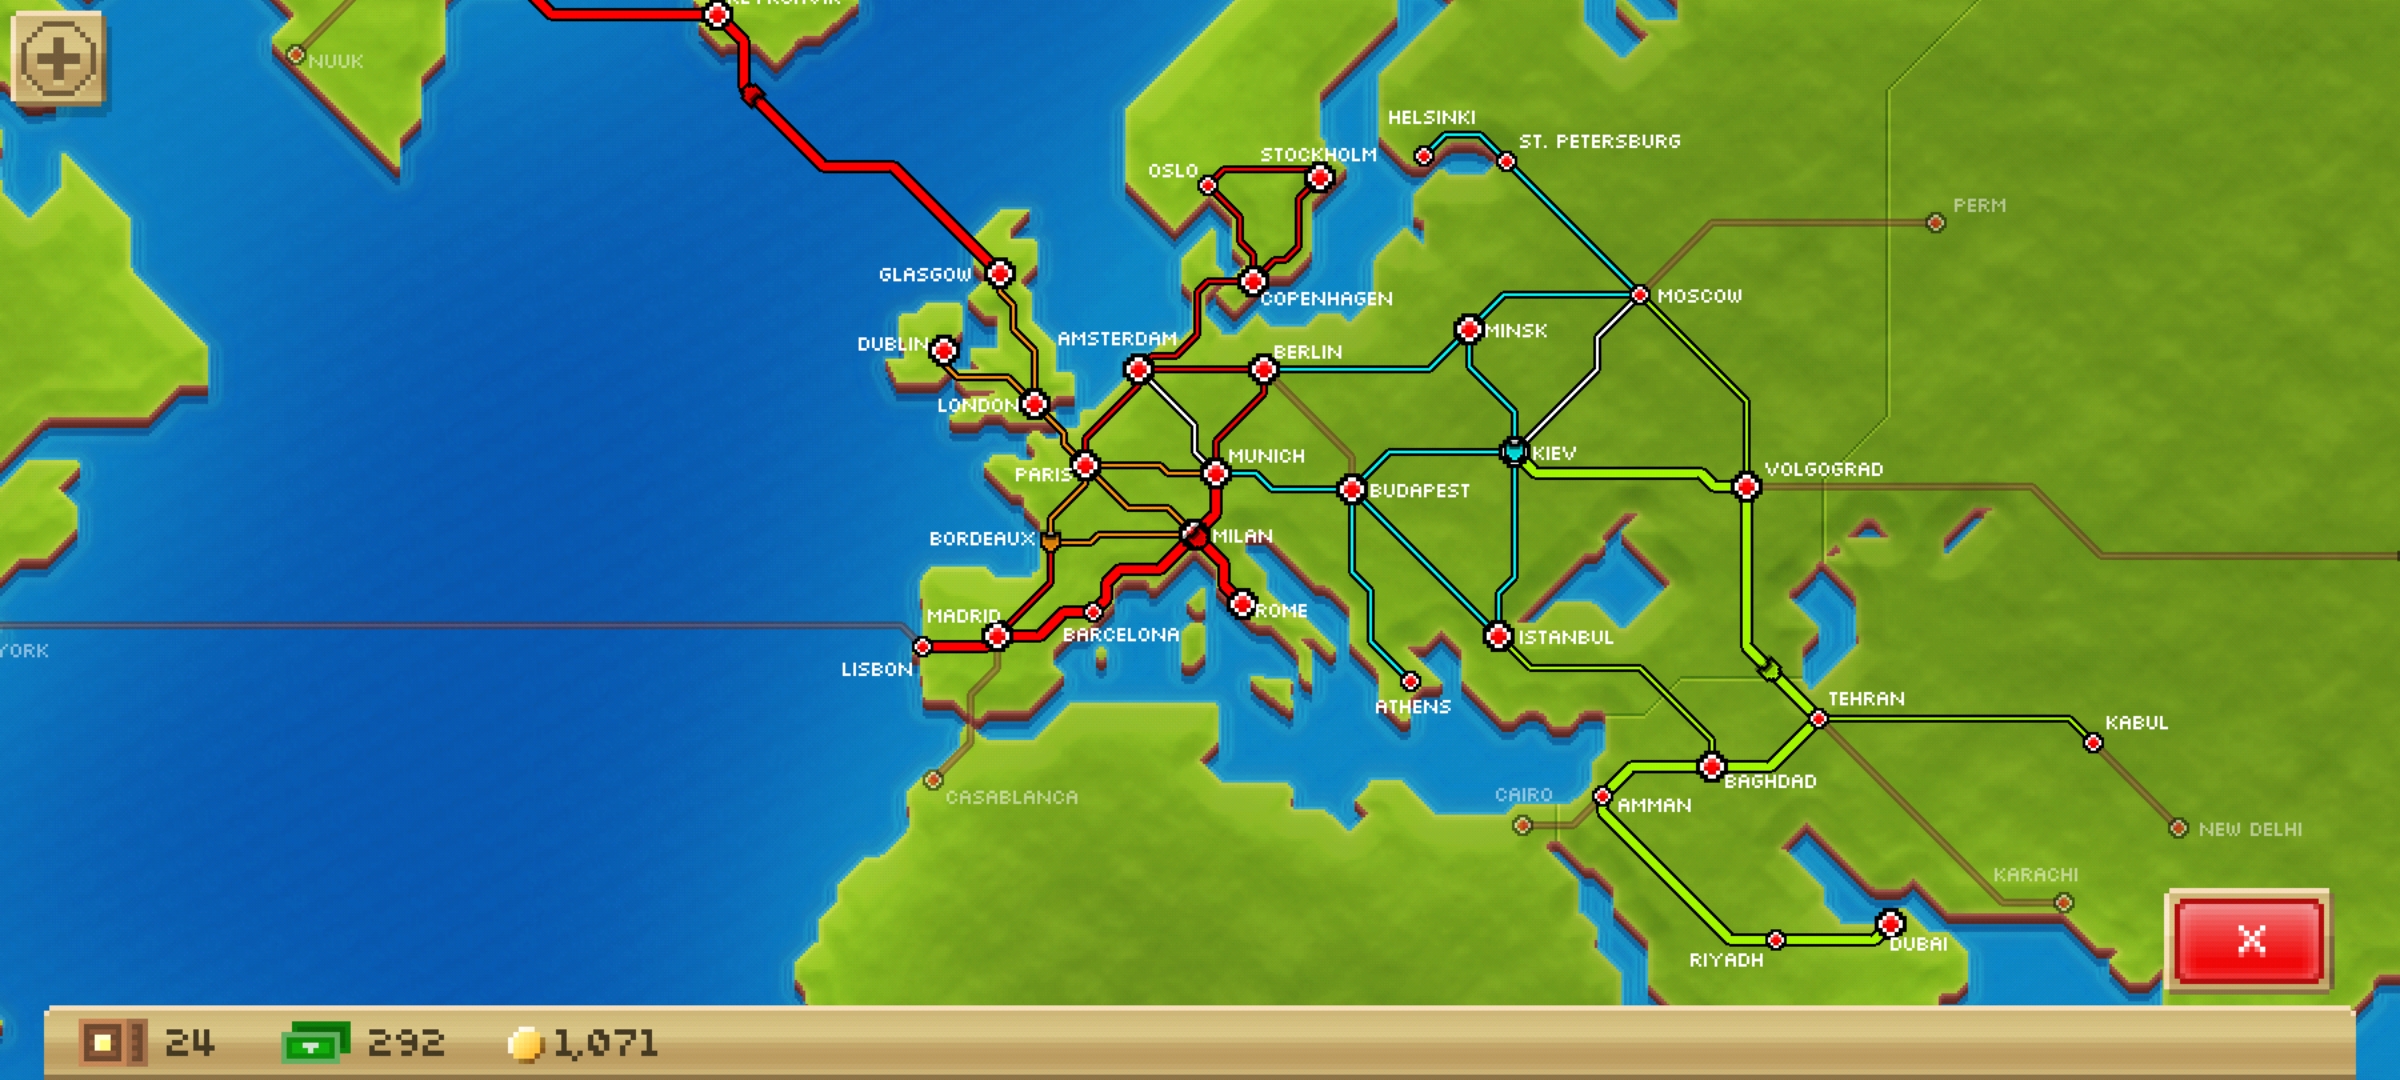 REYKJAVIK
NUUK
HELSINKI
ST. PETERSBURG
STOCKHOLM
OSLO
PERM
GLASGOW
COPENHAGEN
MOSCOW
DUBLIN
AMSTERDAM
MINSK
BERLIN
LONDON
MUNICH
KIEV
VOLGOGRAD
PARIS
BUDAPEST
BORDEAUX
MILAN
MADRID
ROME
BARCELONA
ISTANBUL
YORK
LISBON
ATHENS
TEHRAN
KABUL
BAGHDAD
CASABLANCA
CAIRO
AMMAN
NEW DELHI
KARACHI
DUBAI
RIYADH
X
24 292 1,071